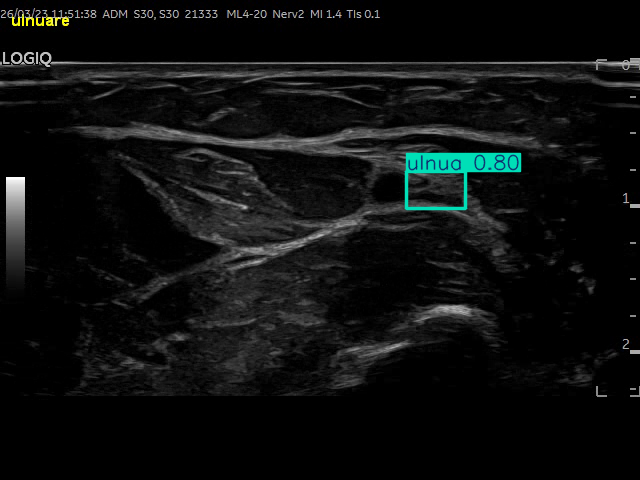 26/03/23 11:51:38 ADM S30, S30 21333 ML4-20 Nerv2 MI 1.4 TIs 0.1
ulnuare
LOGIQ
0
ulnua 0.80
1
2